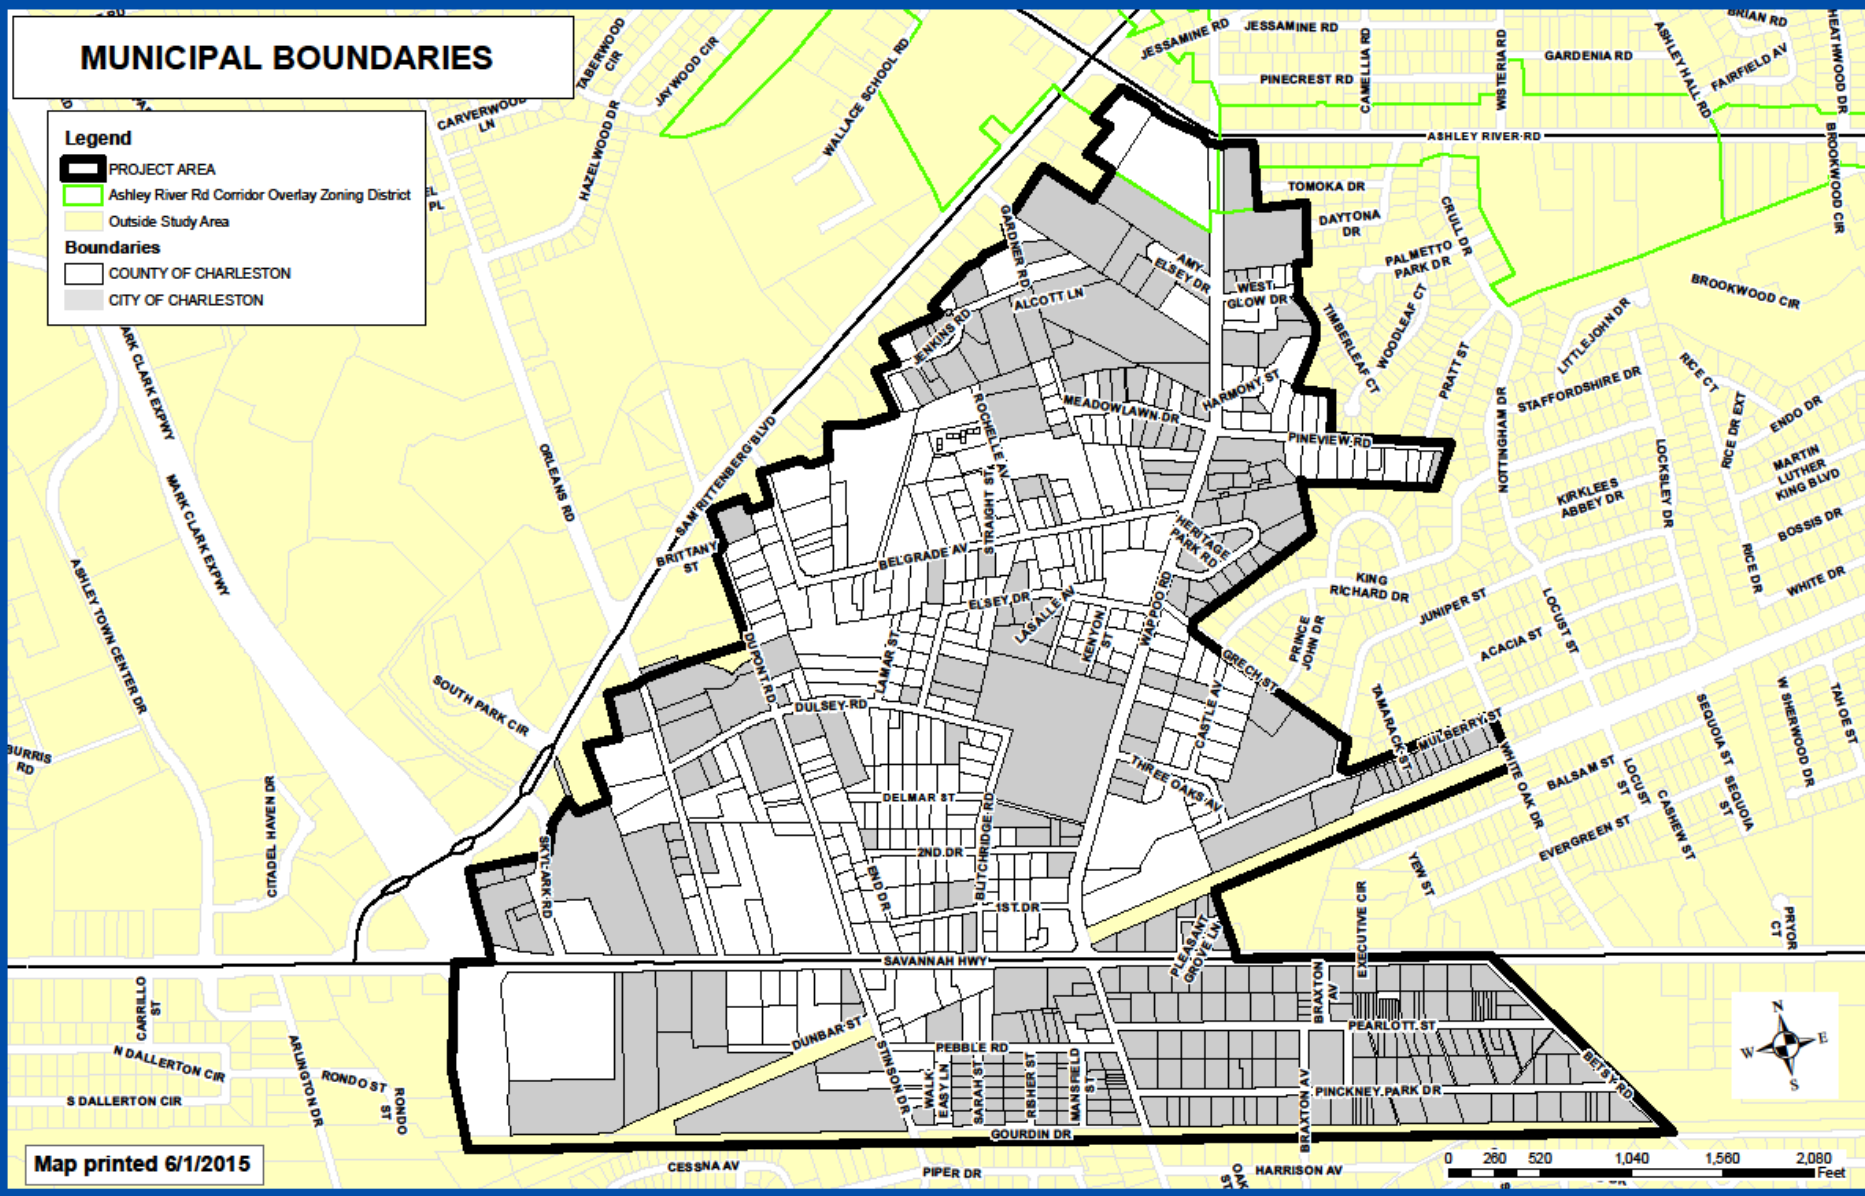 MUNICIPAL BOUNDARIES
Legend
PROJECT AREA
Ashley River Rd Corridor Overlay Zoning District
Outside Study Area
Boundaries
COUNTY OF CHARLESTON
CITY OF CHARLESTON
TABERWOOD
CIR
JAYWOOD CIR
CARVERWOOD
LN
HAZELWOOD DR
WALLACE SCHOOL RD
JESSAMINE RD
JESSAMINE RD
CAMELLIA RD
WISTERIA RD
GARDENIA RD
BRIAN RD
FAIRFIELD AV
ASHLEY HALL RD
HEATHWOOD DR
PINECREST RD
ASHLEY RIVER RD
BROOKWOOD CIR
BROOKWOOD CIR
TOMOKA DR
DAYTONA
DR
CRULL DR
PALMETTO
PARK DR
WOODLEAF CT
TIMBERLEAF CT
PRATT ST
LITTLEJOHN DR
STAFFORDSHIRE DR
NOTTINGHAM DR
RICE CT
RICE DR EXT
ENDO DR
MARTIN
LUTHER
KING BLVD
LOCKSLEY DR
KIRKLEES
ABBEY DR
BOSSIS DR
RICE DR
WHITE DR
GARDNER RD
AMY
ELSEY DR
WEST
GLOW DR
ALCOTT LN
JENKINS RD
HARMONY ST
MEADOWLAWN DR
PINEVIEW RD
ROCHELLE AV
STRAIGHT ST
HERITAGE
PARK RD
BELGRADE AV
ELSEY DR
LASALLE AV
KENYON
ST
WAPPOO RD
KING
RICHARD DR
PRINCE
JOHN DR
JUNIPER ST
LOCUST ST
ACACIA ST
GRECH ST
CASTLE AV
TAMARACK ST
MULBERRY ST
WHITE OAK DR
BALSAM ST
LOCUST
ST
CASHEW ST
SEQUOIA ST
SEQUOIA
ST
W SHERWOOD DR
TAHOE ST
EVERGREEN ST
YEW ST
EXECUTIVE CIR
PRYOR
CT
ARK CLARK EXPWY
MARK CLARK EXPWY
ORLEANS RD
SAM RITTENBERG BLVD
BRITTANY
ST
ASHLEY TOWN CENTER DR
SOUTH PARK CIR
BURRIS
RD
CITADEL HAVEN DR
DUPONT RD
LAMAR ST
DULSEY RD
THREE OAKS AV
DELMAR ST
BLITCHRIDGE RD
2ND DR
END DR
1ST DR
SKYLARK RD
SAVANNAH HWY
PLEASANT
GROVE LN
BRAXTON
AV
PEARLOTT ST
BETSY RD
PINCKNEY PARK DR
BRAXTON AV
DUNBAR ST
STINSON DR
PEBBLE RD
WALK
EASY LN
SARAH ST
RISHER ST
MANSFIELD
ST
GOURDIN DR
CARRILLO
ST
N DALLERTON CIR
S DALLERTON CIR
ARLINGTON DR
RONDO ST
RONDO
ST
CESSNA AV
PIPER DR
HARRISON AV
N
W
E
S
0 260 520 1,040 1,560 2,080
Feet
Map printed 6/1/2015